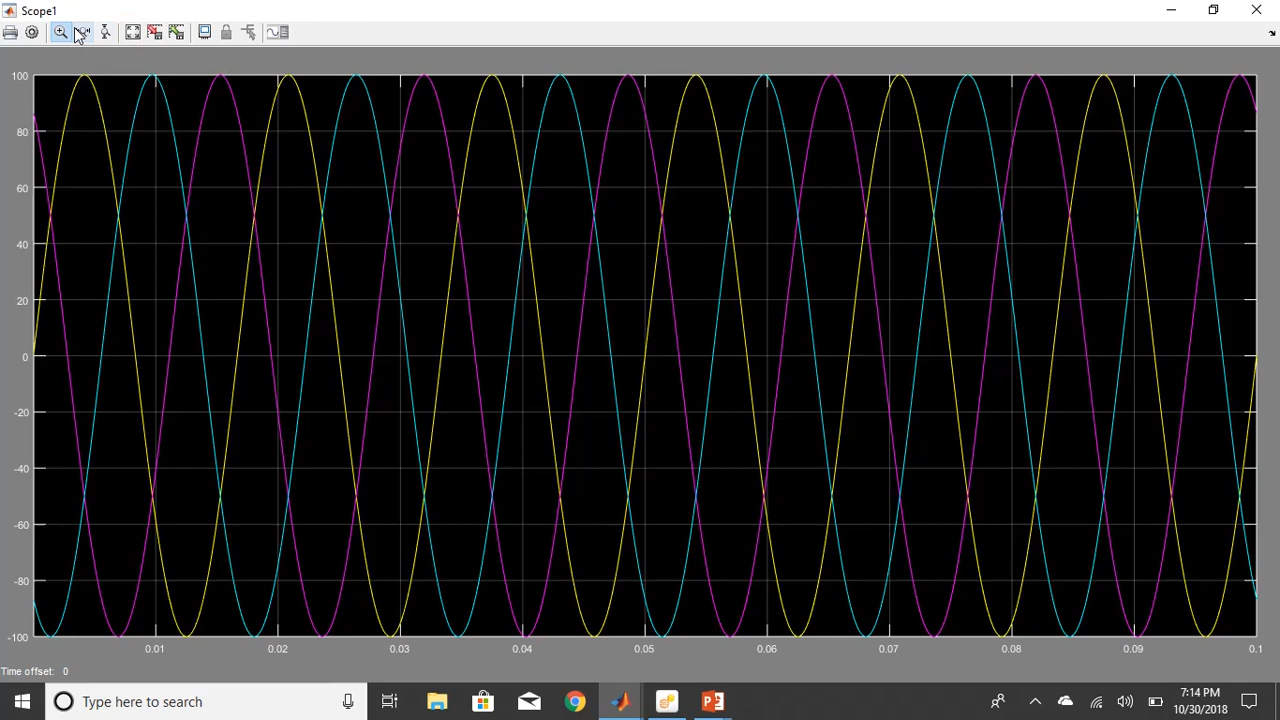 Scope1
100
80
60
40
20
0
-20
-40
-60
-80
-100
0.01 0.02 0.03 0.04 0.05 0.06 0.07 0.08 0.09 0.1
Time offset: 0
Type here to search
7:14 PM
10/30/2018